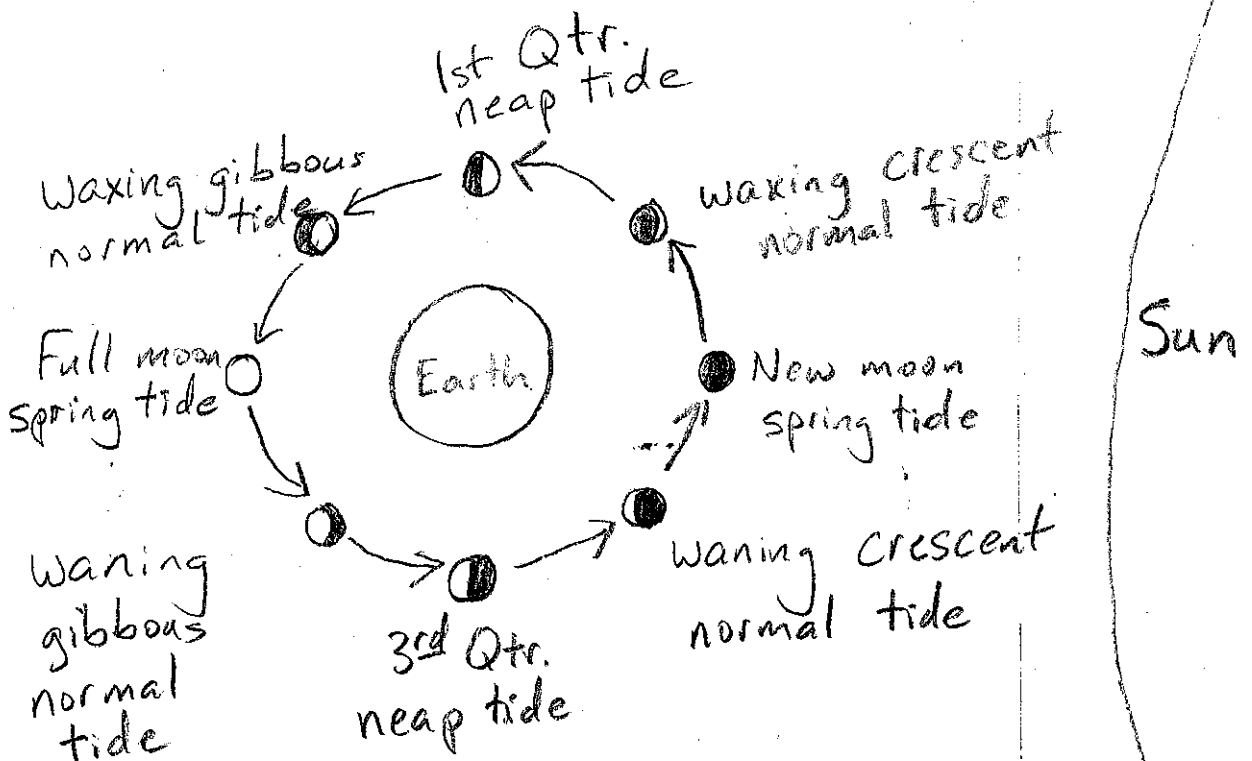 1st Qtr.
neap tide
Waxing gibbous
normal tide
waxing crescent
normal tide
Full moon
spring tide
Earth
New moon
spring tide
Sun
waning
gibbous
normal
tide
3rd Qtr.
neap tide
waning crescent
normal tide